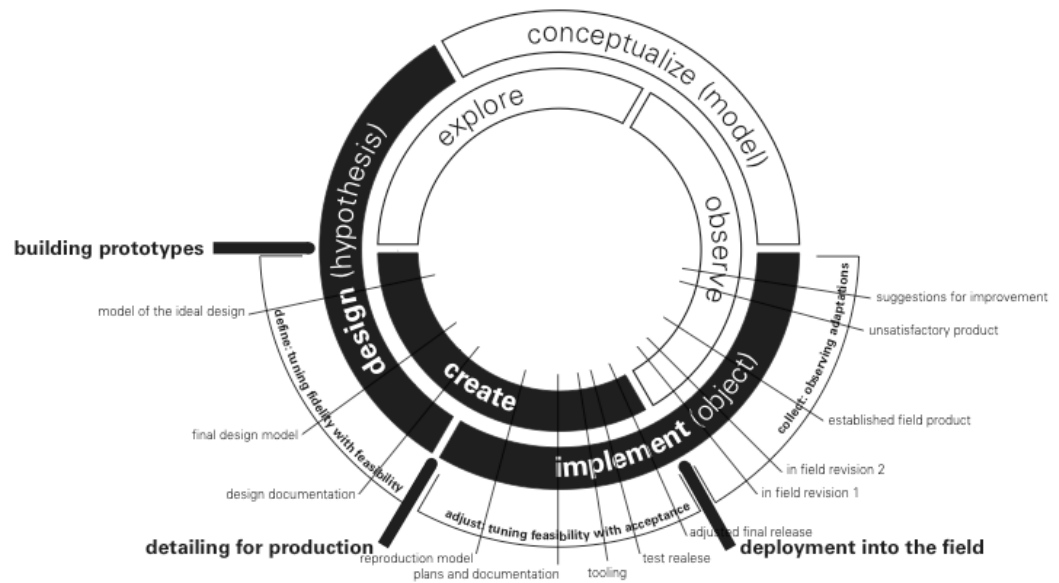 conceptualize (model)
explore
observe
design (hypothesis)
building prototypes
model of the ideal design
define: tuning fidelity with feasibility
create
suggestions for improvement
unsatisfactory product
collect: observing adaptations
implement (object)
established field product
final design model
in field revision 2
in field revision 1
design documentation
adjust: tuning feasibility with acceptance
adjusted final release
detailing for production
deployment into the field
reproduction model
test realese
plans and documentation
tooling